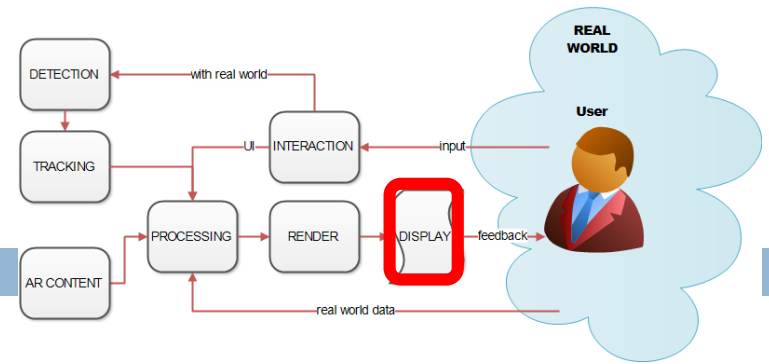 REAL
WORLD
DETECTION
with real world
User
INTERACTION
UI
input
TRACKING
PROCESSING
RENDER
DISPLAY
feedback
AR CONTENT
real world data